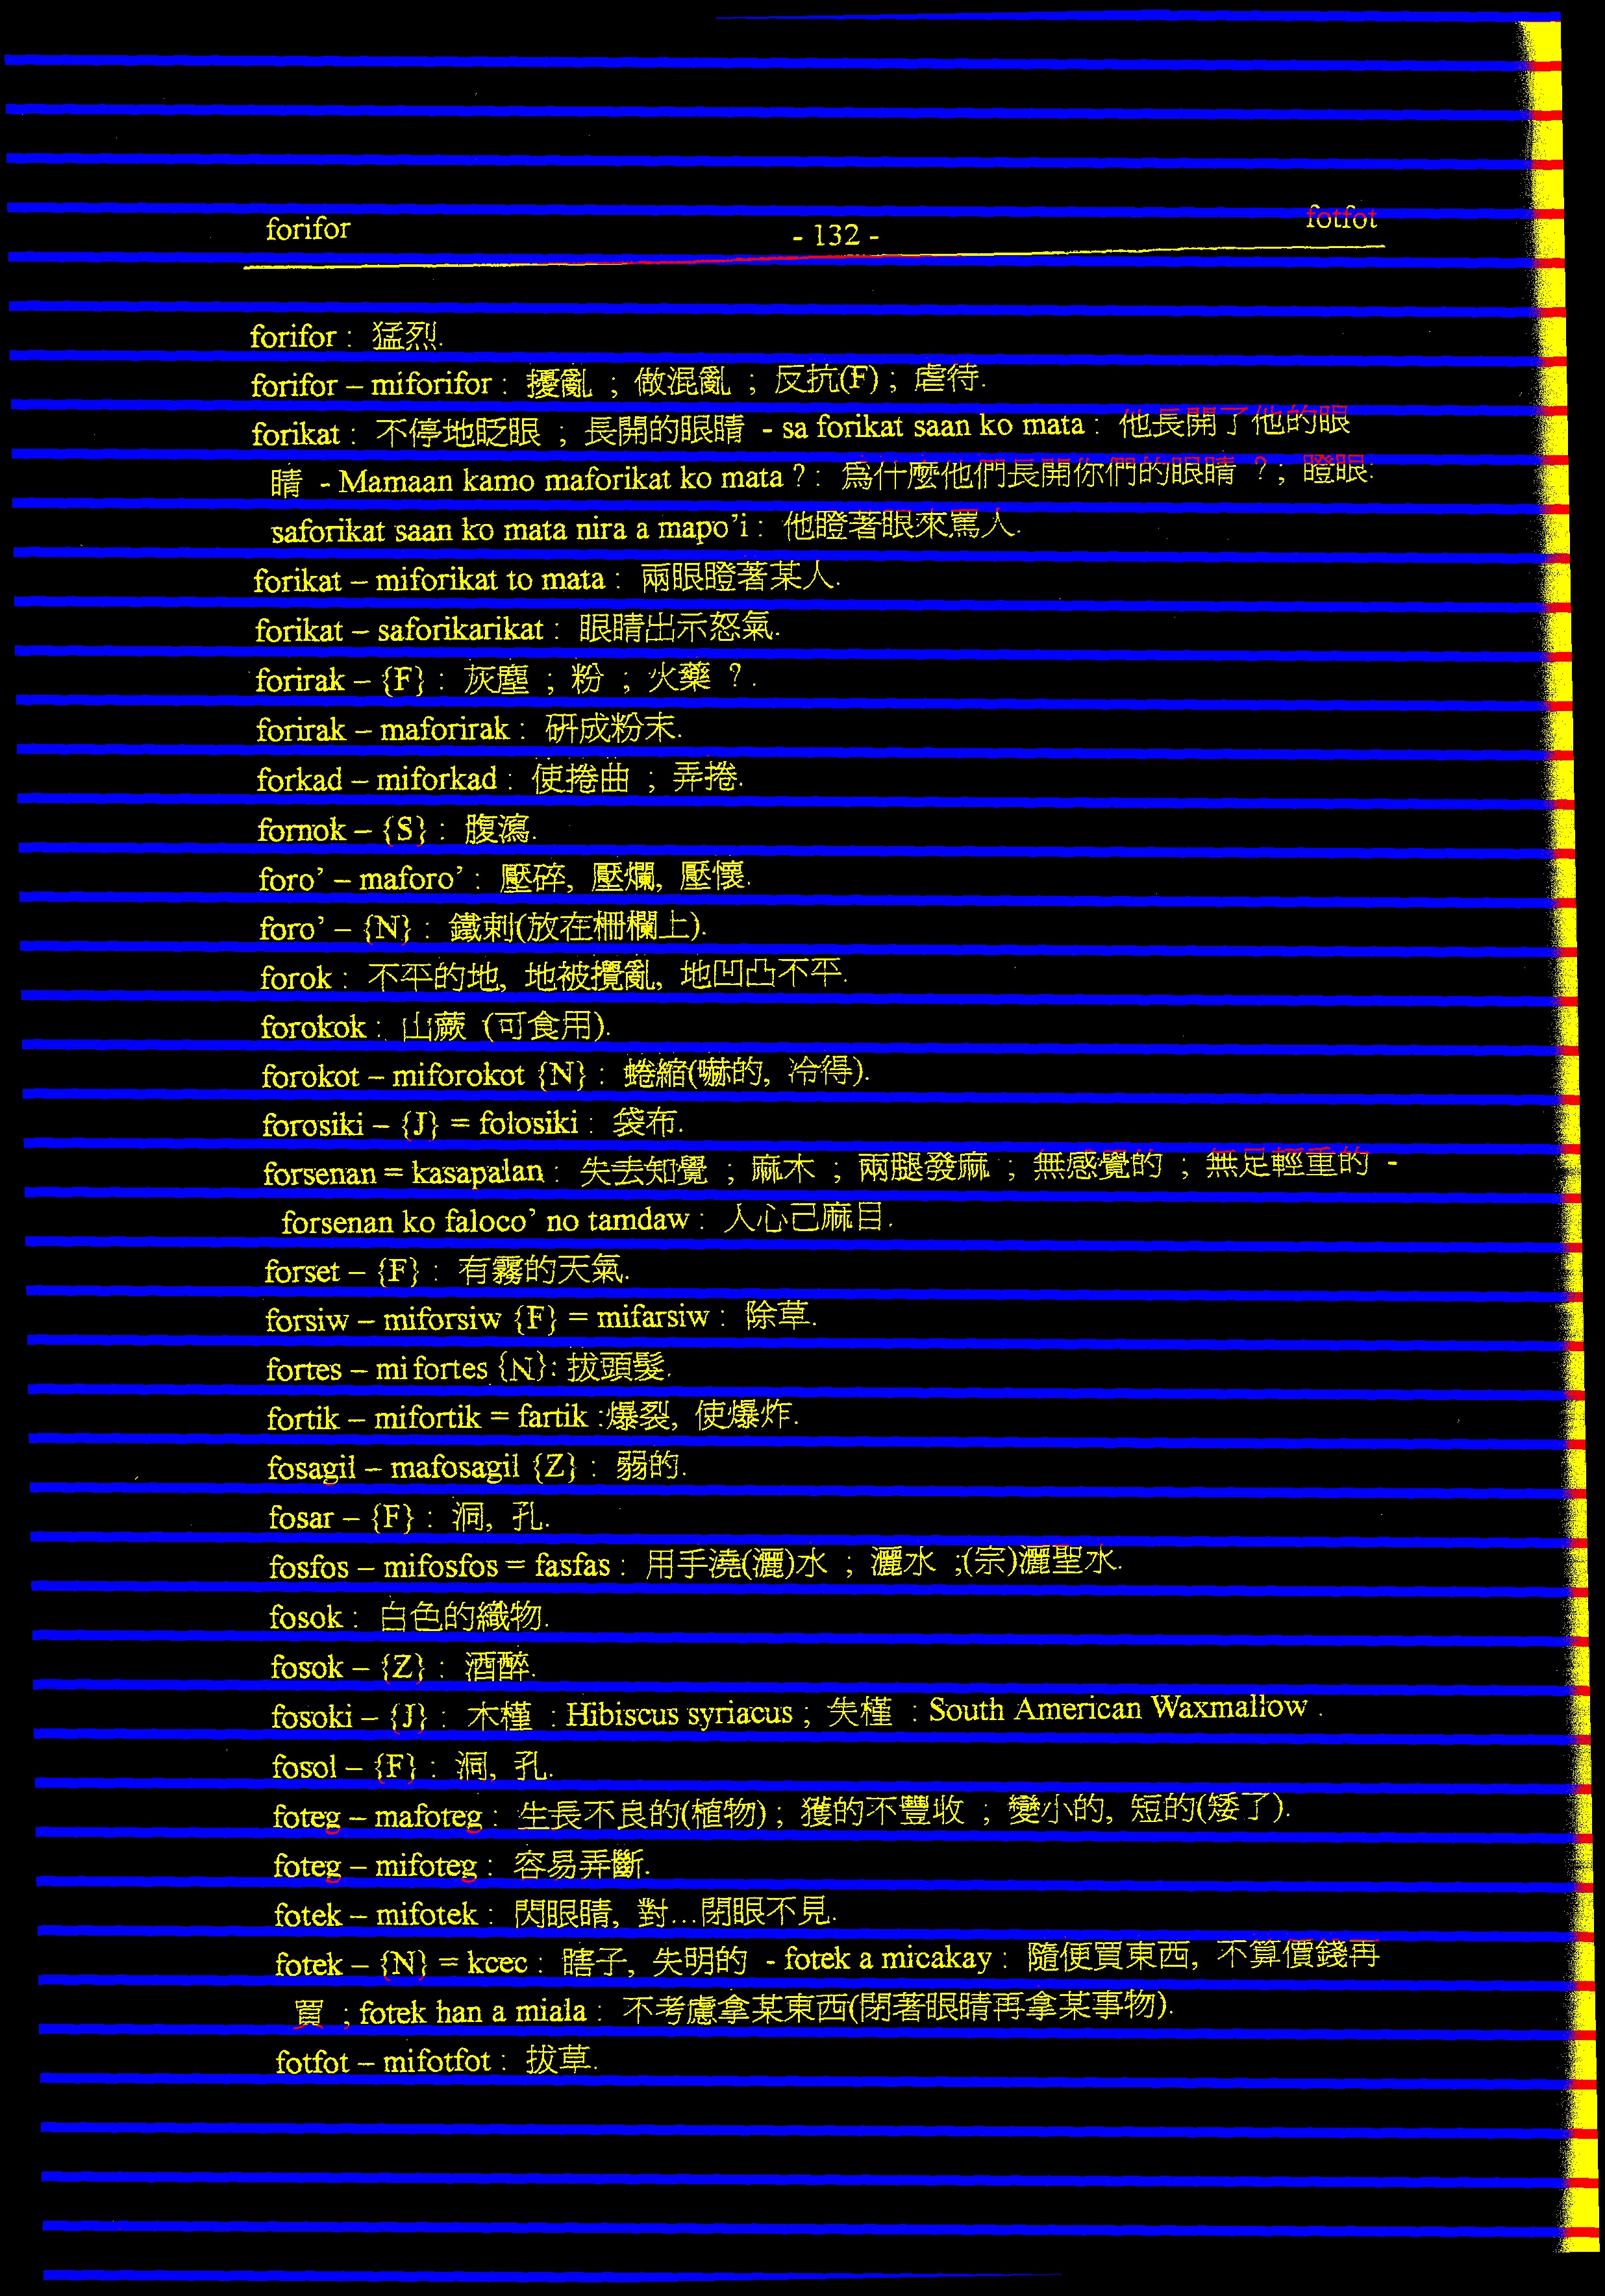 forifor - 132 - fotfot
forifor : 猛烈.
forifor – miforifor : 擾亂 ; 做混亂 ; 反抗(F) ; 虐待.
forikat : 不停地眨眼 ; 長開的眼睛 - sa forikat saan ko mata : 他長開了他的眼
睛 - Mamaan kamo maforikat ko mata ? : 爲什麼他們長開你們的眼睛 ? ; 瞪眼:
saforikat saan ko mata nira a mapo'i : 他瞪著眼來罵人.
forikat – miforikat to mata : 兩眼瞪著某人.
forikat – saforikarikat : 眼睛出示怒氣.
forirak – {F} : 灰塵 ; 粉 ; 火藥 ? .
forirak – maforirak : 研成粉末.
forkad – miforkad : 使捲曲 ; 弄捲.
fornok – {S} : 腹瀉.
foro' – maforo' : 壓碎, 壓爛, 壓懷.
foro' – {N} : 鐵刺(放在柵欄上).
forok : 不平的地, 地被攪亂, 地凹凸不平.
forokok : 山蕨 (可食用).
forokot – miforokot {N} : 蜷縮(嚇的, 冷得).
forosiki – {J} = folosiki : 袋布.
forsenan = kasapalan : 失去知覺 ; 麻木 ; 兩腿發麻 ; 無感覺的 ; 無足輕重的 -
forsenan ko faloco' no tamdaw : 人心己麻目.
forset – {F} : 有霧的天氣.
forsiw – miforsiw {F} = mifarsiw : 除草.
fortes – mi fortes {N}: 拔頭髮.
fortik – mifortik = fartik :爆裂, 使爆炸.
fosagil – mafosagil {Z} : 弱的.
fosar – {F} : 洞, 孔.
fosfos – mifosfos = fasfas : 用手澆(灑)水 ; 灑水 ;(宗)灑聖水.
fosok : 白色的織物.
fosok – {Z} : 酒醉.
fosoki – {J} : 木槿 : Hibiscus syriacus ; 失槿 : South American Waxmallow .
fosol – {F} : 洞, 孔.
foteg – mafoteg : 生長不良的(植物) ; 獲的不豐收 ; 變小的, 短的(矮了).
foteg – mifoteg : 容易弄斷.
fotek – mifotek : 閃眼睛, 對...閉眼不見.
fotek – {N} = kcec : 瞎子, 失明的 - fotek a micakay : 隨便買東西, 不算價錢再
買 ; fotek han a miala : 不考慮拿某東西(閉著眼睛再拿某事物).
fotfot – mifotfot : 拔草.